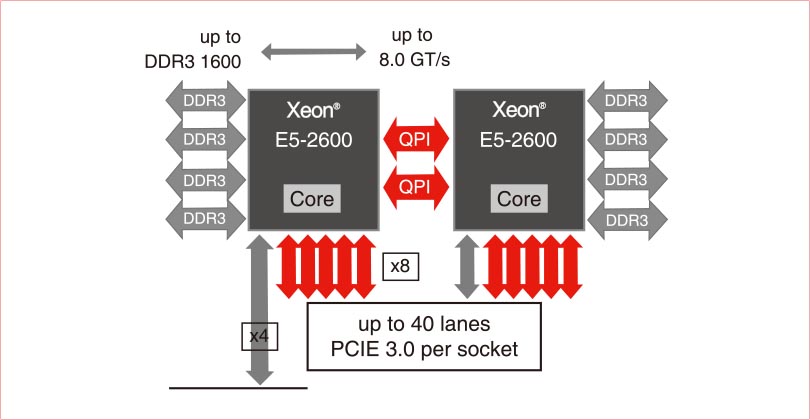 up to
DDR3 1600
up to
8.0 GT/s
DDR3
DDR3
DDR3
DDR3
Xeon®
E5-2600
Core
QPI
QPI
Xeon®
E5-2600
Core
DDR3
DDR3
DDR3
DDR3
x8
x4
up to 40 lanes
PCIE 3.0 per socket